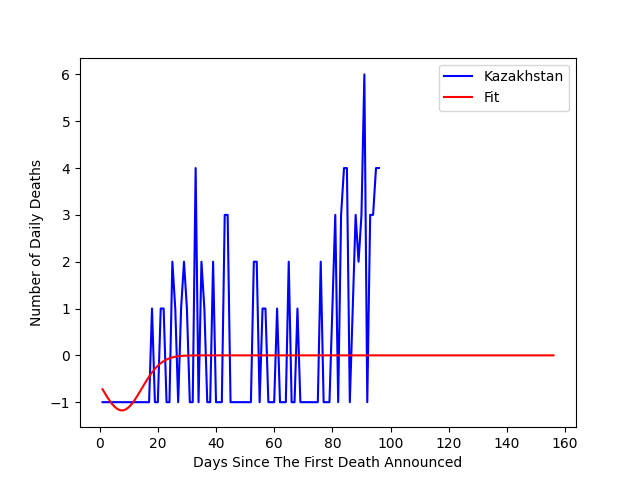 Kazakhstan
Fit
Number of Daily Deaths
6
5
4
3
2
1
0
−1
0 20 40 60 80 100 120 140 160
Days Since The First Death Announced